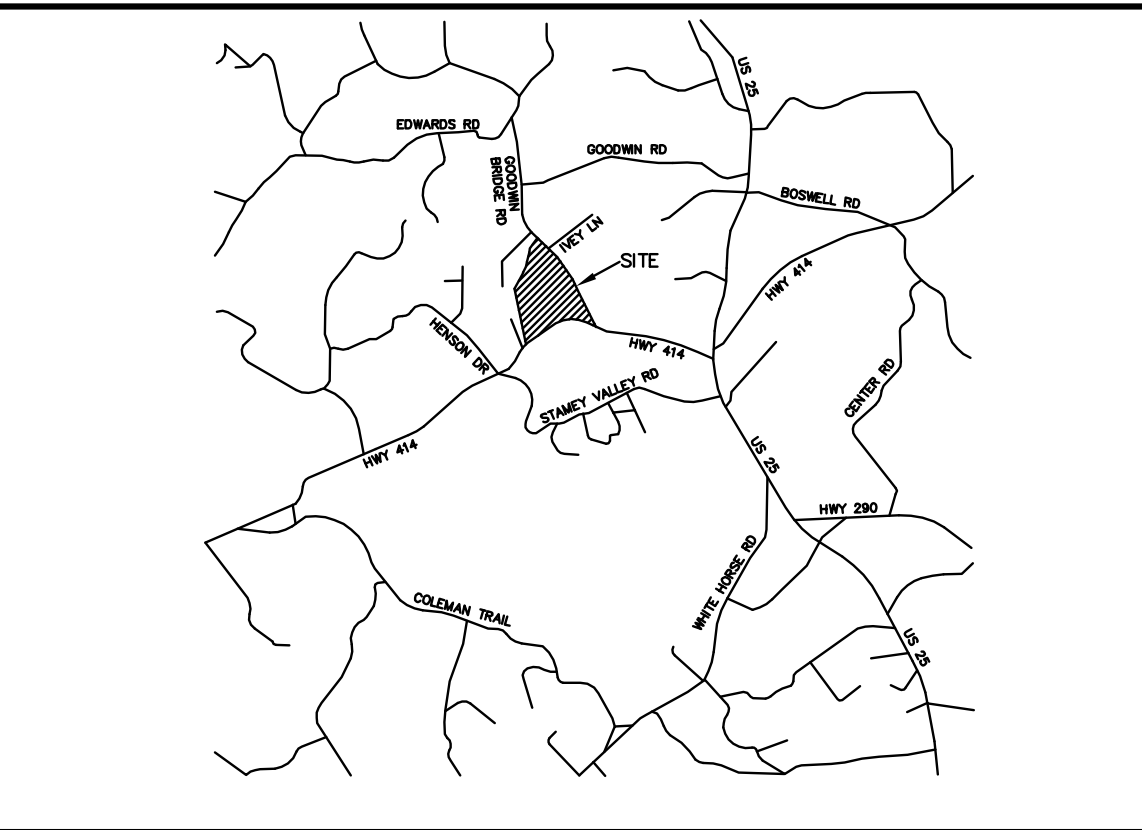 US 25
EDWARDS RD
GOODWIN RD
GOODWIN
BRIDGE RD
BOSWELL RD
IVEY LN
SITE
HWY 414
HENSON DR
HWY 414
STAMEY VALLEY RD
CENTER RD
HWY 414
US 25
HWY 290
WHITE HORSE RD
COLEMAN TRAIL
US 25